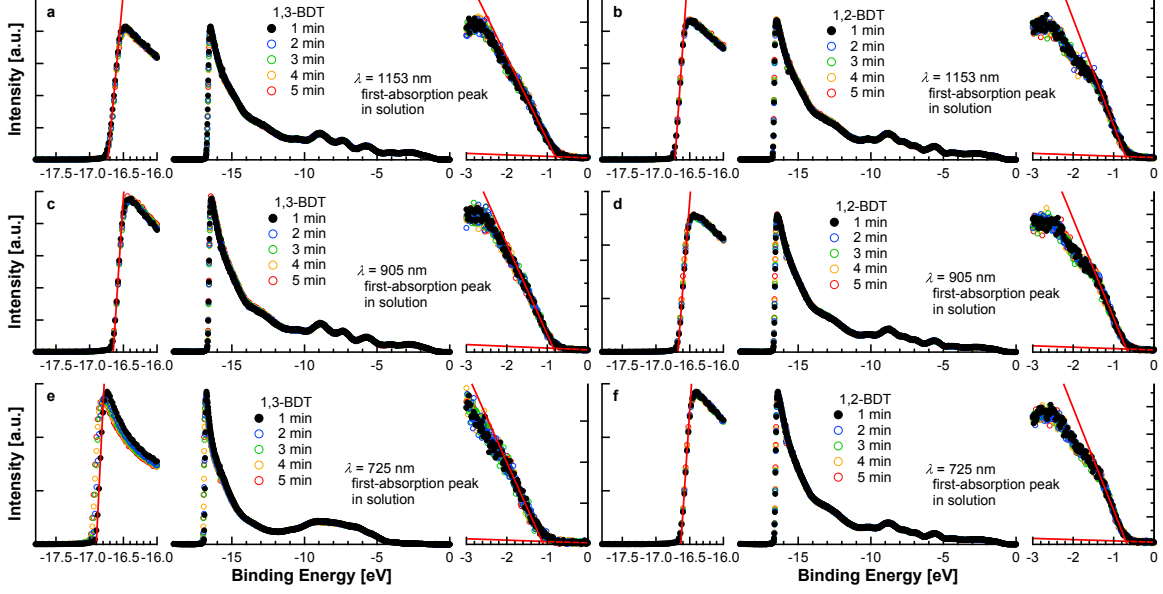 a
1,3-BDT
1 min
2 min
3 min
4 min
5 min
λ = 1153 nm
first-absorption peak
in solution
Intensity [a.u.]
-17.5 -17.0 -16.5 -16.0
-15 -10 -5 0
-3 -2 -1 0
b
1,2-BDT
1 min
2 min
3 min
4 min
5 min
λ = 1153 nm
first-absorption peak
in solution
-17.5 -17.0 -16.5 -16.0
-15 -10 -5 0
-3 -2 -1 0
c
1,3-BDT
1 min
2 min
3 min
4 min
5 min
λ = 905 nm
first-absorption peak
in solution
Intensity [a.u.]
-17.5 -17.0 -16.5 -16.0
-15 -10 -5 0
-3 -2 -1 0
d
1,2-BDT
1 min
2 min
3 min
4 min
5 min
λ = 905 nm
first-absorption peak
in solution
-17.5 -17.0 -16.5 -16.0
-15 -10 -5 0
-3 -2 -1 0
e
1,3-BDT
1 min
2 min
3 min
4 min
5 min
λ = 725 nm
first-absorption peak
in solution
Intensity [a.u.]
-17.5 -17.0 -16.5 -16.0
-15 -10 -5 0
-3 -2 -1 0
Binding Energy [eV]
f
1,2-BDT
1 min
2 min
3 min
4 min
5 min
λ = 725 nm
first-absorption peak
in solution
-17.5 -17.0 -16.5 -16.0
-15 -10 -5 0
-3 -2 -1 0
Binding Energy [eV]